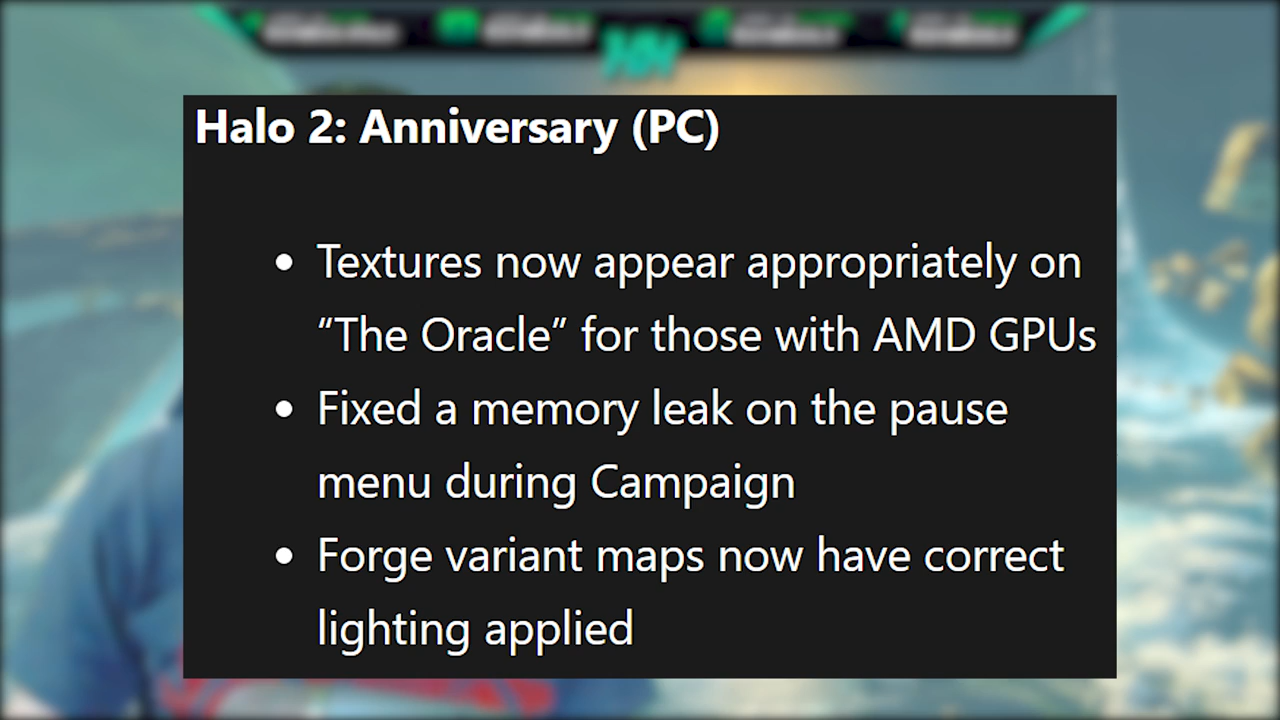 Halo 2: Anniversary (PC)
• Textures now appear appropriately on
“The Oracle” for those with AMD GPUs
• Fixed a memory leak on the pause
menu during Campaign
• Forge variant maps now have correct
lighting applied